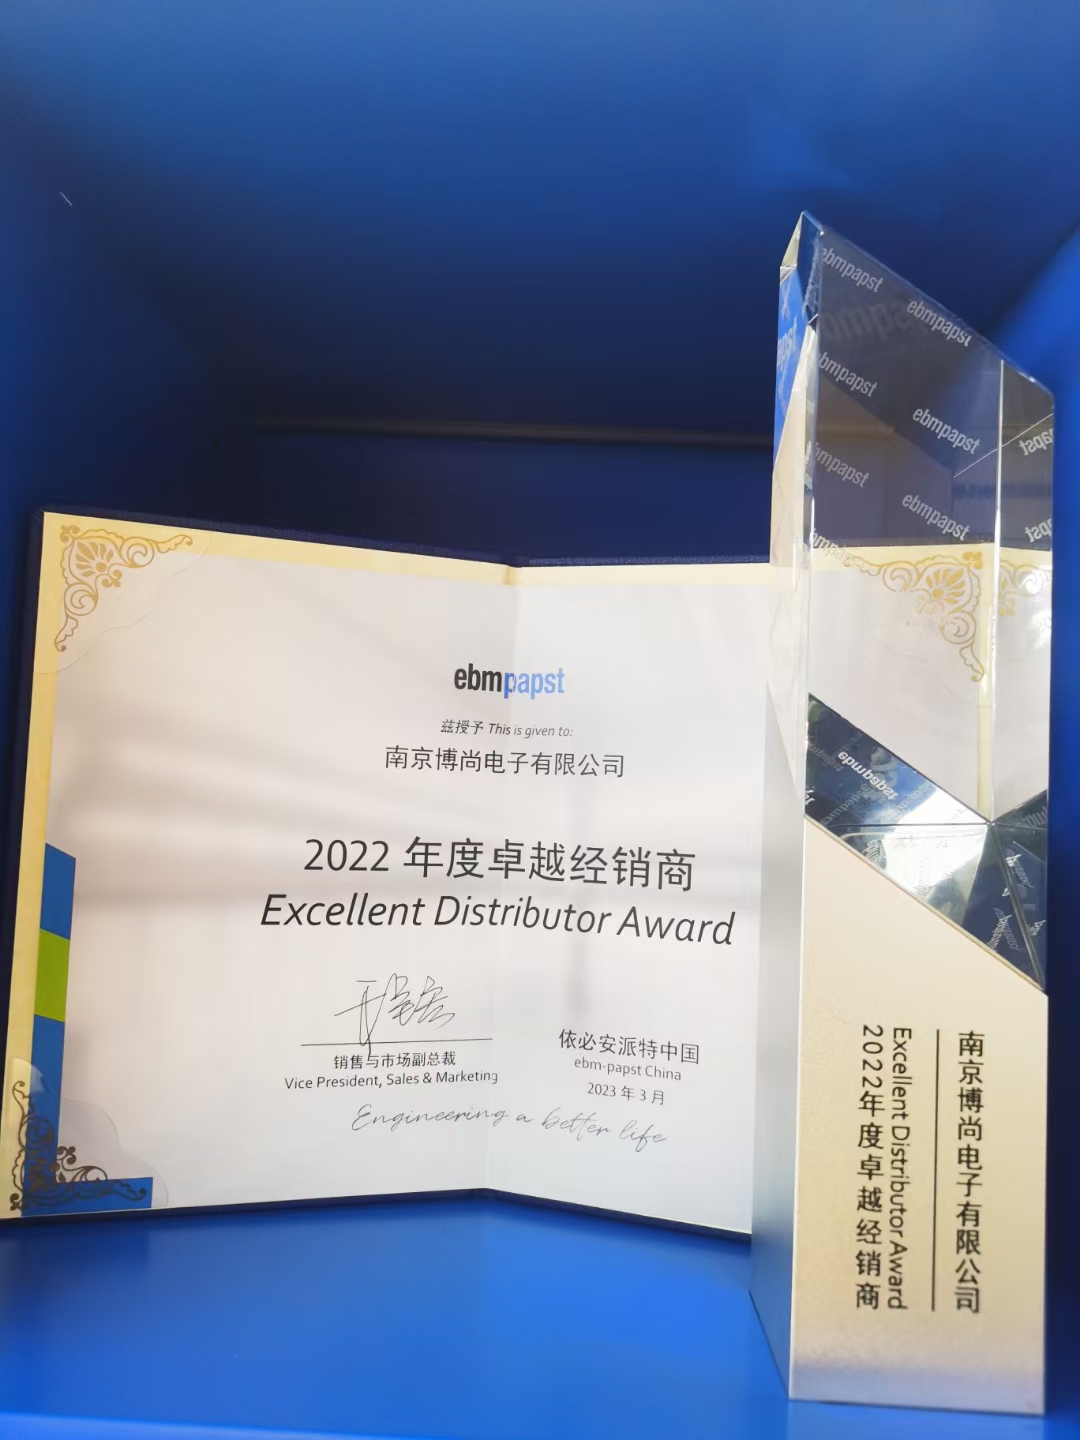 ebmpapst
兹授予 This is given to:
南京博尚电子有限公司
2022 年度卓越经销商
Excellent Distributor Award
销售与市场副总裁
Vice President, Sales & Marketing
依必安派特中国
ebm-papst China
2023 年 3 月
Engineering a better life
ebmpapst
ebmpapst
ebmpapst
ebmpapst
ebmpapst
ebmpapst
ebmpapst
南京博尚电子有限公司
Excellent Distributor Award
2022年度卓越经销商